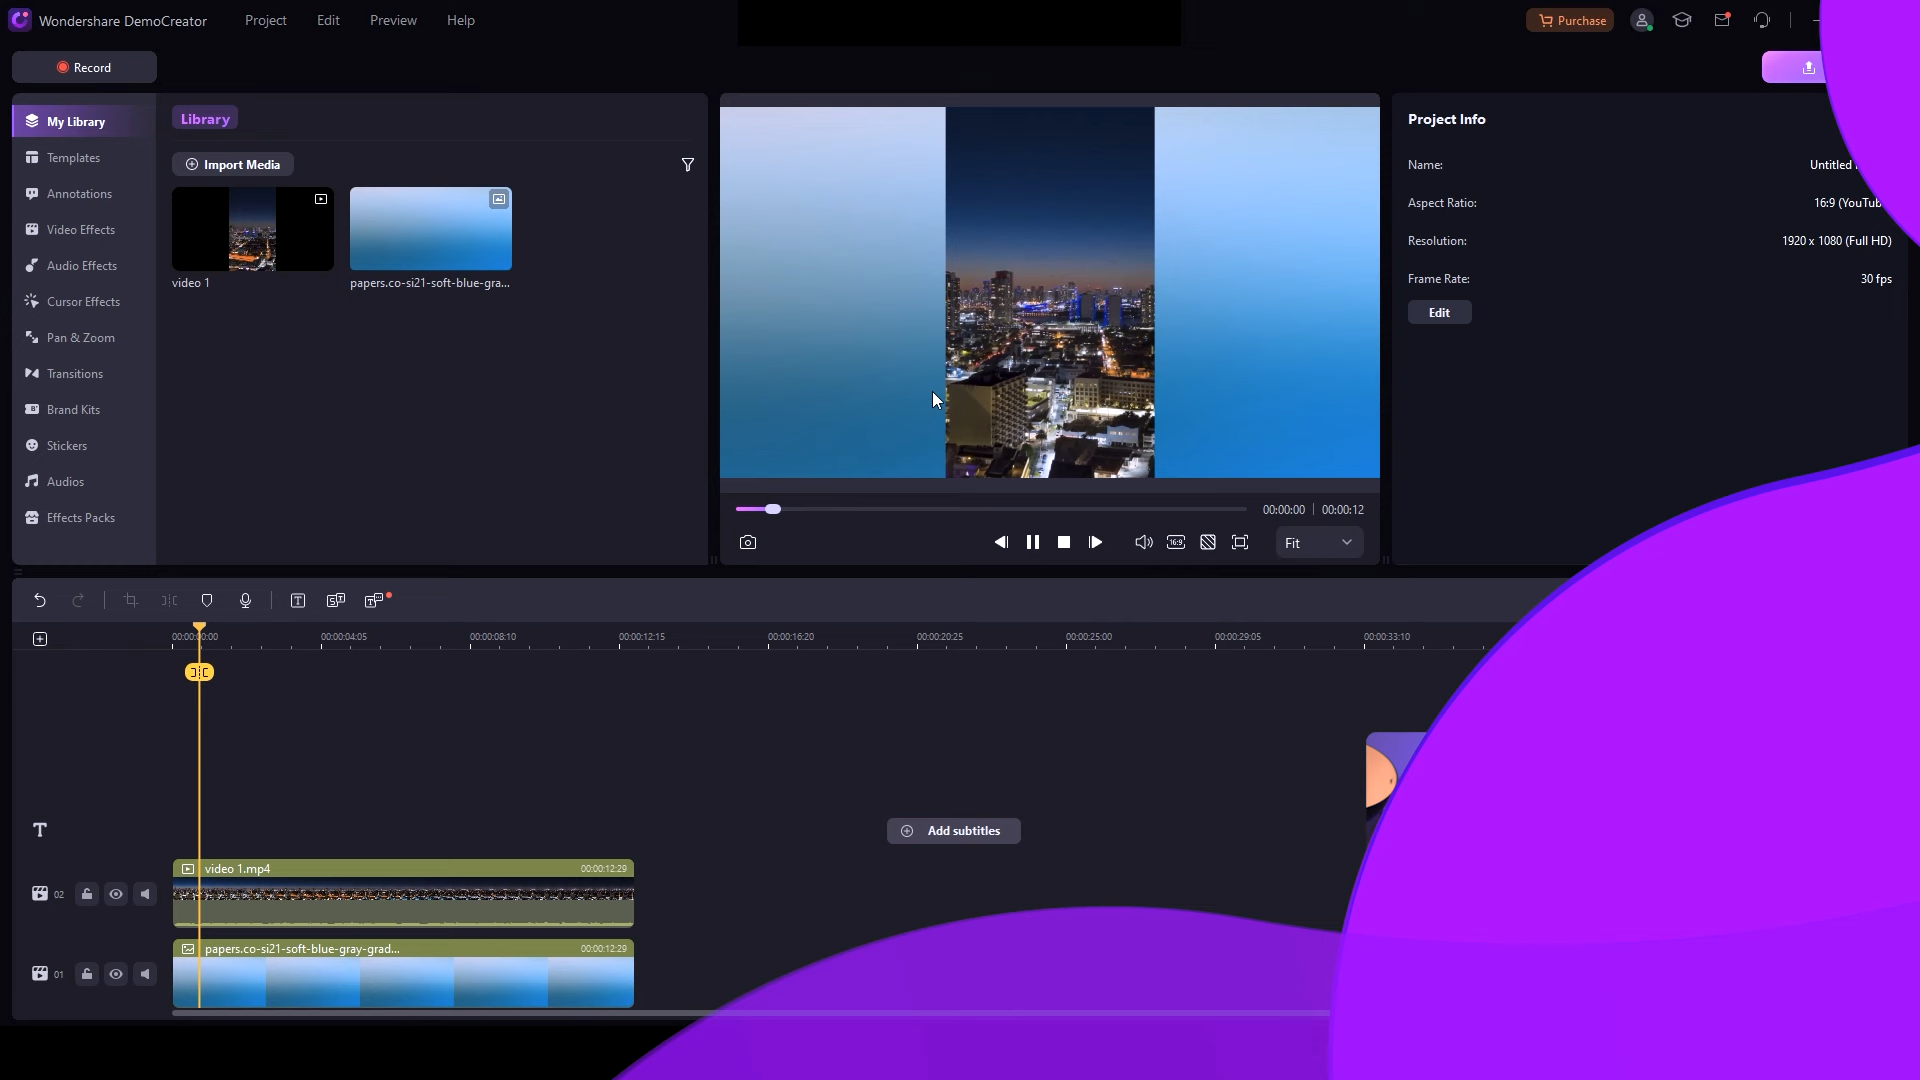 Wondershare DemoCreator Project Edit Preview Help Purchase
Record
My Library
Templates
Annotations
Video Effects
Audio Effects
Cursor Effects
Pan & Zoom
Transitions
Brand Kits
Stickers
Audios
Effects Packs
Library
Import Media
video 1
papers.co-si21-soft-blue-gra...
00:00:00 | 00:00:12
16:9
Fit
Project Info
Name: Untitled
Aspect Ratio: 16:9 (YouTub
Resolution: 1920 x 1080 (Full HD)
Frame Rate: 30 fps
Edit
00:00:00:00 00:00:04:05 00:00:08:10 00:00:12:15 00:00:16:20 00:00:20:25 00:00:25:00 00:00:29:05 00:00:33:10
Add subtitles
02 video 1.mp4 00:00:12:29
01 papers.co-si21-soft-blue-gray-grad... 00:00:12:29